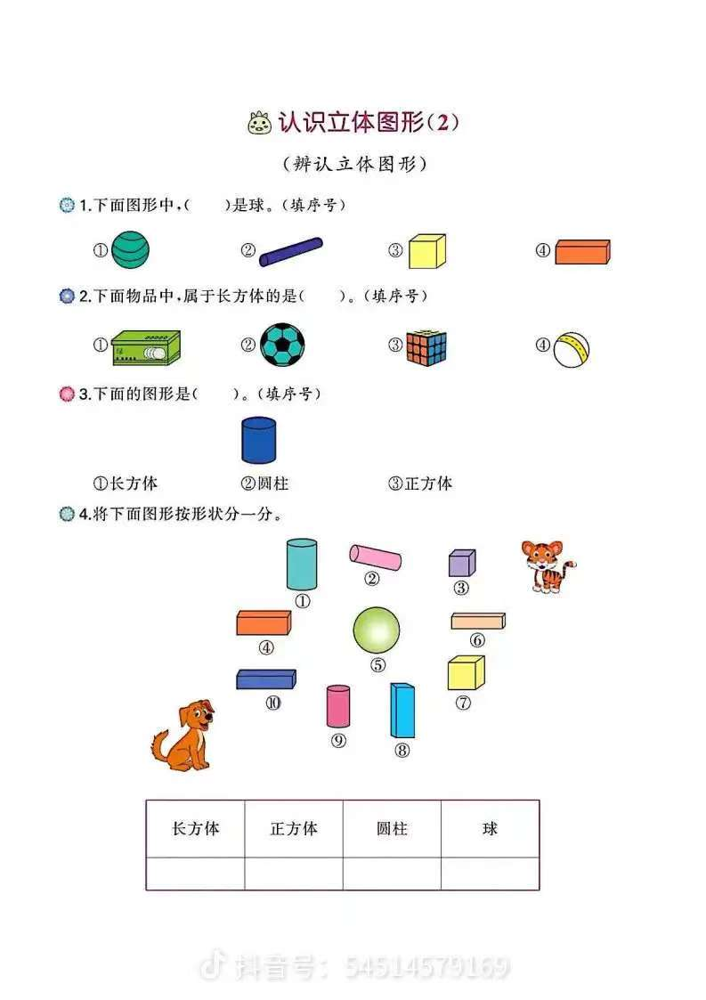 认识立体图形(2)
(辨认立体图形)
1.下面图形中,(　　)是球。(填序号)
① ② ③ ④
2.下面物品中,属于长方体的是(　　)。(填序号)
① ② ③ ④
3.下面的图形是(　　)。(填序号)
①长方体 ②圆柱 ③正方体
4.将下面图形按形状分一分。
① ② ③
④ ⑤ ⑥
⑩ ⑨ ⑧ ⑦
长方体 正方体 圆柱 球
抖音号: 54514579169